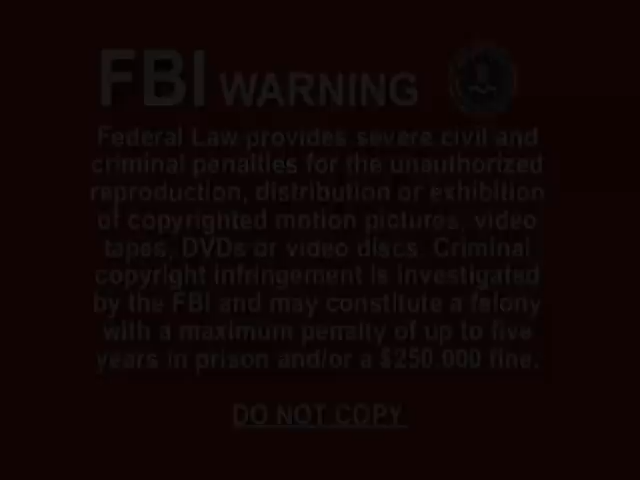 FBI WARNING
Federal Law provides severe civil and
criminal penalties for the unauthorized
reproduction, distribution or exhibition
of copyrighted motion pictures, video
tapes, DVDs or video discs. Criminal
copyright infringement is investigated
by the FBI and may constitute a felony
with a maximum penalty of up to five
years in prison and/or a $250,000 fine.
DO NOT COPY